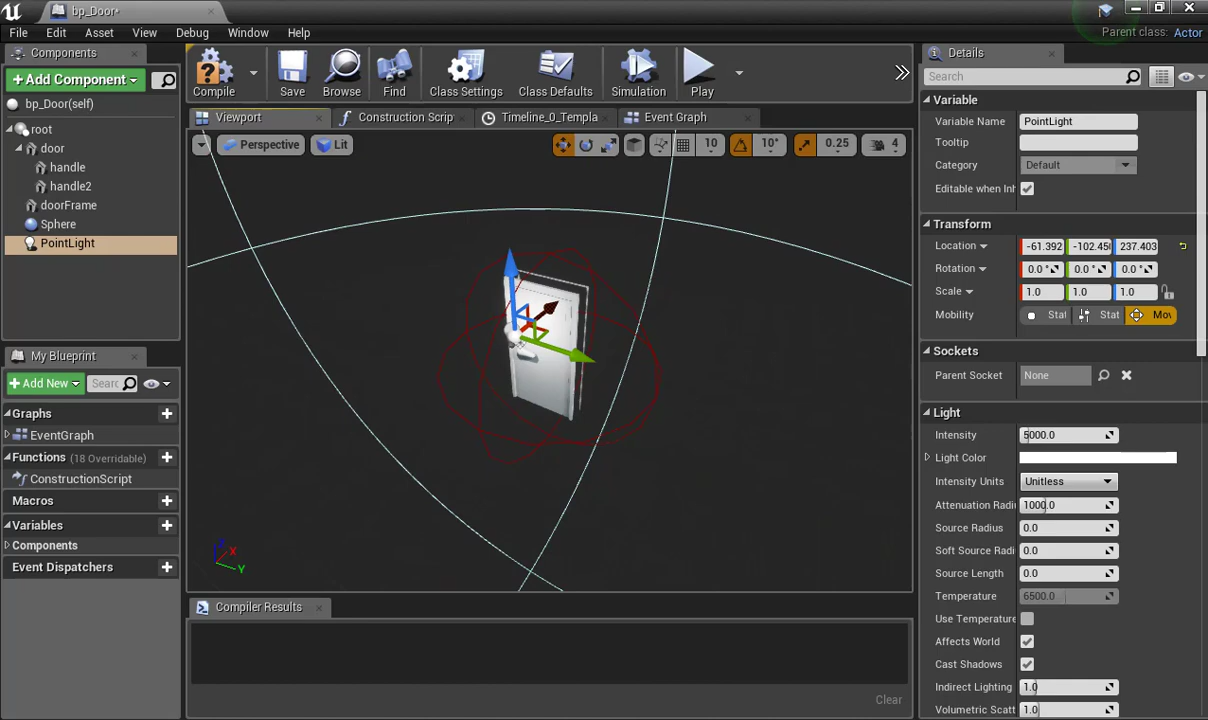 bp_Door*
File Edit Asset View Debug Window Help
Parent class: Actor
Components
Add Component
bp_Door(self)
root
door
handle
handle2
doorFrame
Sphere
PointLight
My Blueprint
Add New
Searc
Graphs
EventGraph
Functions (18 Overridable)
ConstructionScript
Macros
Variables
Components
Event Dispatchers
Compile
Save
Browse
Find
Class Settings
Class Defaults
Simulation
Play
Viewport
Construction Scrip
Timeline_0_Templa
Event Graph
Perspective
Lit
10
10°
0.25
4
Z X Y
Compiler Results
Clear
Details
Search
Variable
Variable Name PointLight
Tooltip
Category Default
Editable when Inh
Transform
Location -61.392 -102.456 237.403
Rotation 0.0 ° 0.0 ° 0.0 °
Scale 1.0 1.0 1.0
Mobility Stat Stat Mov
Sockets
Parent Socket None
Light
Intensity 5000.0
Light Color
Intensity Units Unitless
Attenuation Radiu 1000.0
Source Radius 0.0
Soft Source Radi 0.0
Source Length 0.0
Temperature 6500.0
Use Temperature
Affects World
Cast Shadows
Indirect Lighting 1.0
Volumetric Scatt 1.0